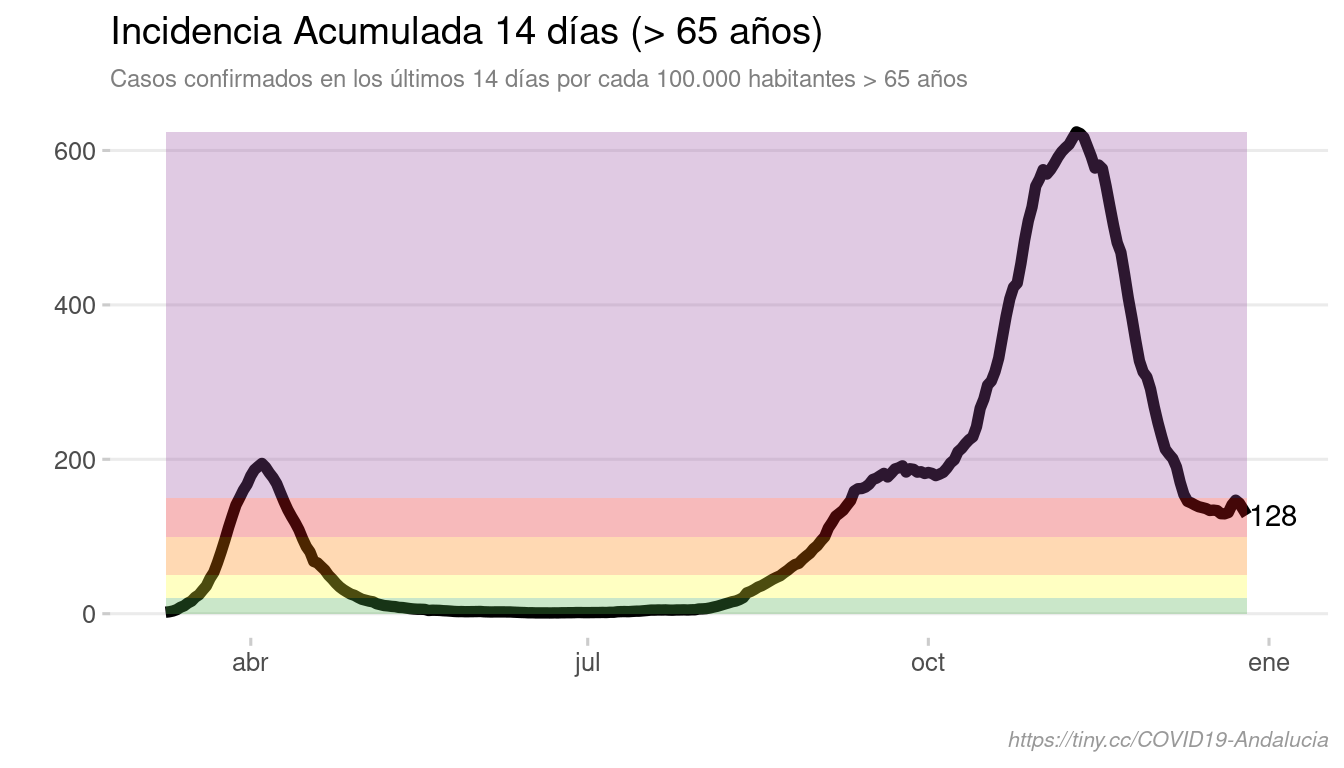 Incidencia Acumulada 14 días (> 65 años)
Casos confirmados en los últimos 14 días por cada 100.000 habitantes > 65 años
600
400
200
0
128
abr
jul
oct
ene
https://tiny.cc/COVID19-Andalucia